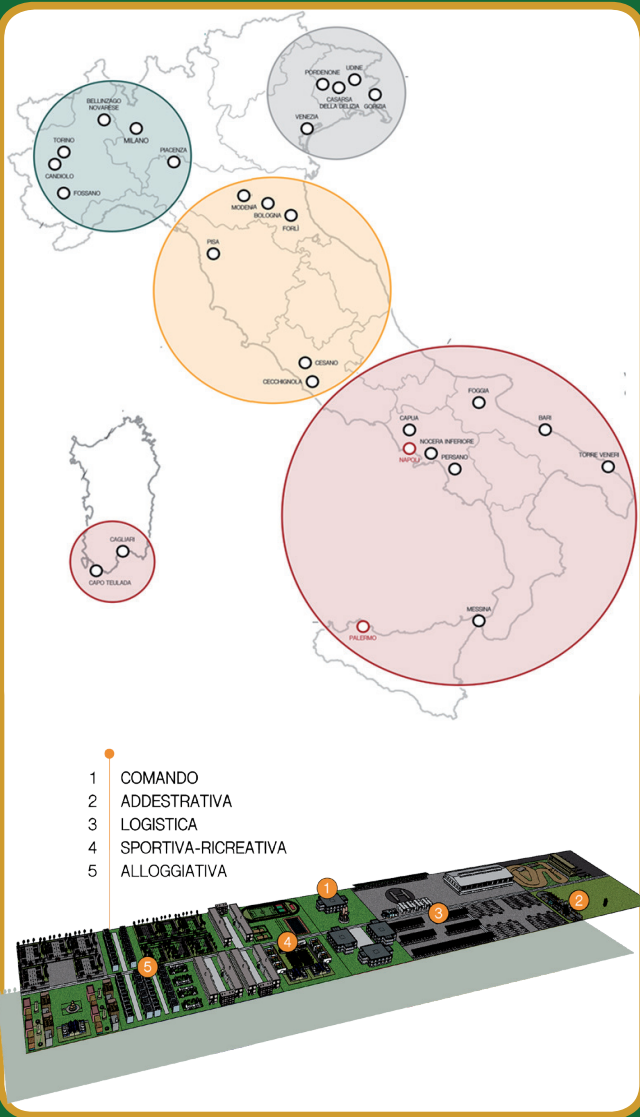 PORDENONE
UDINE
CASARSA
DELLA DELIZIA
GORIZIA
VENEZIA
BELLINZAGO
NOVARESE
MILANO
TORINO
PIACENZA
CANDIOLO
FOSSANO
MODENA
BOLOGNA
FORLÌ
PISA
CESANO
CECCHIGNOLA
FOGGIA
CAPUA
BARI
NOCERA INFERIORE
NAPOLI
PERSANO
TORRE VENERI
CAGLIARI
CAPO TEULADA
MESSINA
PALERMO
1 COMANDO
2 ADDESTRATIVA
3 LOGISTICA
4 SPORTIVA-RICREATIVA
5 ALLOGGIATIVA
1
2
3
4
5